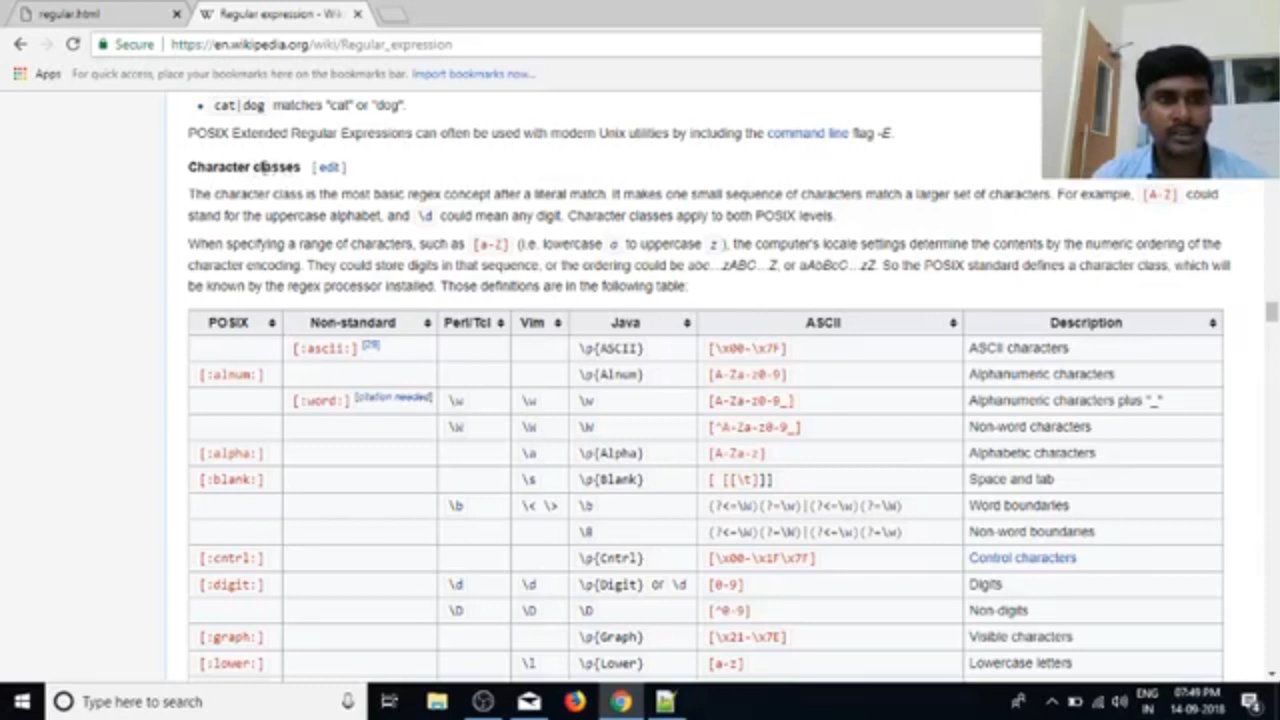 regular.html
Regular expression - Wi
Secure https://en.wikipedia.org/wiki/Regular_expression
Apps For quick access, place your bookmarks here on the bookmarks bar. Import bookmarks now...
• cat|dog matches "cat" or "dog".
POSIX Extended Regular Expressions can often be used with modern Unix utilities by including the command line flag -E.
Character classes [ edit ]
The character class is the most basic regex concept after a literal match. It makes one small sequence of characters match a larger set of characters. For example, [A-Z] could
stand for the uppercase alphabet, and \d could mean any digit. Character classes apply to both POSIX levels.
When specifying a range of characters, such as [a-Z] (i.e. lowercase a to uppercase z), the computer's locale settings determine the contents by the numeric ordering of the
character encoding. They could store digits in that sequence, or the ordering could be abc...zABC...Z, or aAbBcC...zZ. So the POSIX standard defines a character class, which will
be known by the regex processor installed. Those definitions are in the following table:
POSIX Non-standard Perl/Tcl Vim Java ASCII Description
[:ascii:] \p{ASCII} [\x00-\x7F] ASCII characters
[:alnum:] \p{Alnum} [A-Za-z0-9] Alphanumeric characters
[:word:] [citation needed] \w \w \w [A-Za-z0-9_] Alphanumeric characters plus "_"
\W \W \W [^A-Za-z0-9_] Non-word characters
[:alpha:] \a \p{Alpha} [A-Za-z] Alphabetic characters
[:blank:] \s \p{Blank} [ [[\t]]] Space and tab
\b \< \> \b (?<=\W)(?=\w)|(?<=\w)(?=\W) Word boundaries
\B Non-word boundaries
[:cntrl:] \p{Cntrl} [\x00-\x1F\x7F] Control characters
[:digit:] \d \d \p{Digit} or \d [0-9] Digits
\D \D \D [^0-9] Non-digits
[:graph:] \p{Graph} [\x21-\x7E] Visible characters
[:lower:] \l \p{Lower} [a-z] Lowercase letters
Type here to search
ENG 07:49 PM
IN 14-09-2018